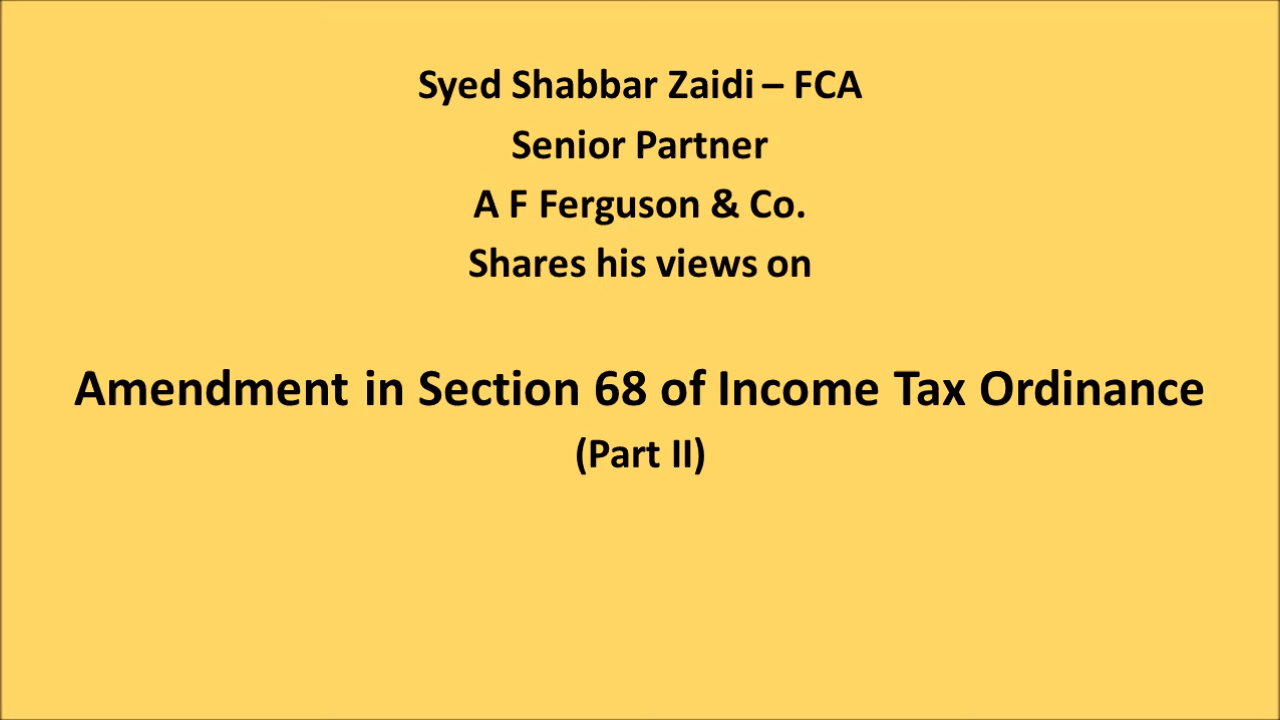 Syed Shabbar Zaidi – FCA
Senior Partner
A F Ferguson & Co.
Shares his views on
Amendment in Section 68 of Income Tax Ordinance
(Part II)